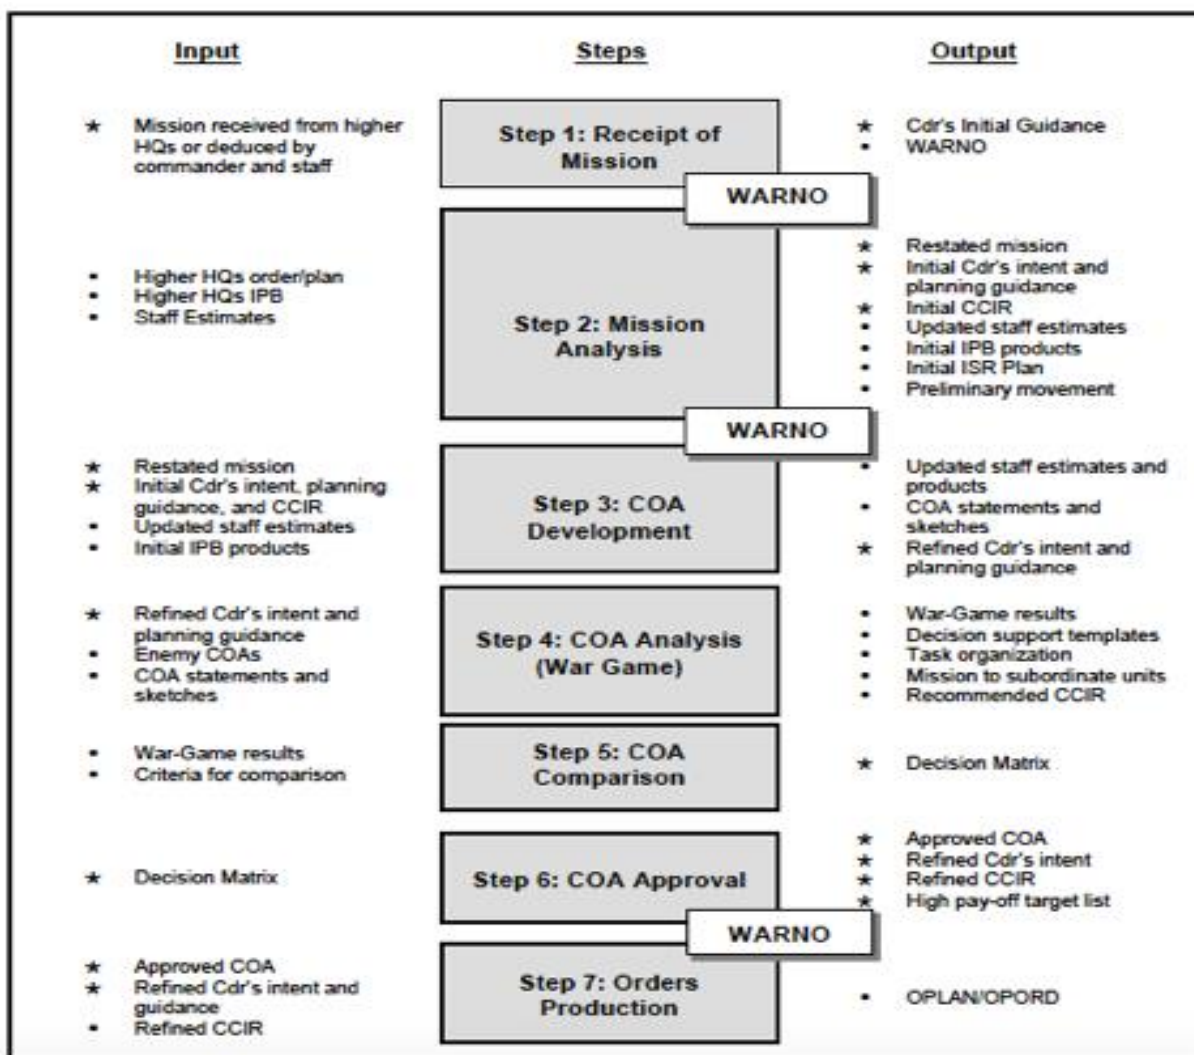 Input Steps Output
★ Mission received from higher
HQs or deduced by
commander and staff
Step 1: Receipt of
Mission
★ Cdr's Initial Guidance
• WARNO
WARNO
• Higher HQs order/plan
• Higher HQs IPB
• Staff Estimates
Step 2: Mission
Analysis
★ Restated mission
★ Initial Cdr's intent and
planning guidance
★ Initial CCIR
• Updated staff estimates
• Initial IPB products
• Initial ISR Plan
• Preliminary movement
WARNO
★ Restated mission
★ Initial Cdr's intent, planning
guidance, and CCIR
• Updated staff estimates
• Initial IPB products
Step 3: COA
Development
• Updated staff estimates and
products
• COA statements and
sketches
★ Refined Cdr's intent and
planning guidance
★ Refined Cdr's intent and
planning guidance
• Enemy COAs
• COA statements and
sketches
Step 4: COA Analysis
(War Game)
• War-Game results
• Decision support templates
• Task organization
• Mission to subordinate units
• Recommended CCIR
• War-Game results
• Criteria for comparison
Step 5: COA
Comparison
★ Decision Matrix
★ Decision Matrix
Step 6: COA Approval
★ Approved COA
★ Refined Cdr's intent
★ Refined CCIR
★ High pay-off target list
WARNO
★ Approved COA
★ Refined Cdr's intent and
guidance
• Refined CCIR
Step 7: Orders
Production
• OPLAN/OPORD